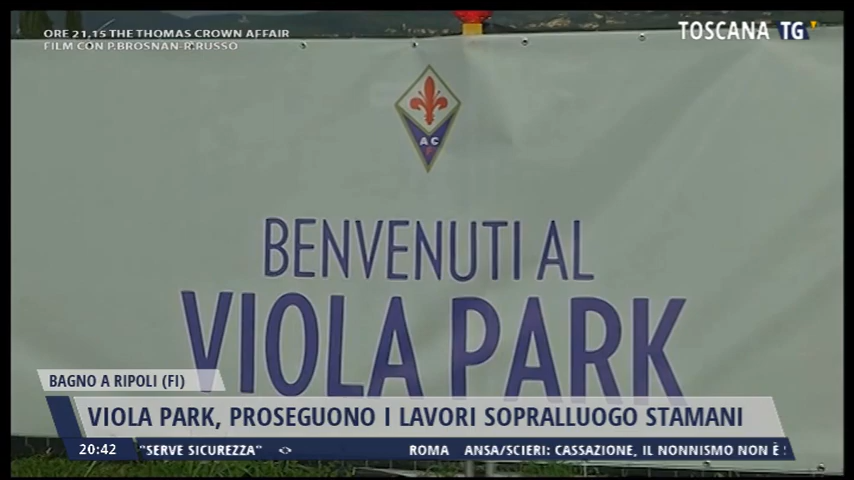 ORE 21,15 THE THOMAS CROWN AFFAIR
FILM CON P.BROSNAN-R.RUSSO
TOSCANA TG
A C
F
BENVENUTI AL
VIOLA PARK
BAGNO A RIPOLI (FI)
VIOLA PARK, PROSEGUONO I LAVORI SOPRALLUOGO STAMANI
20:42 "SERVE SICUREZZA" <> ROMA ANSA/SCIERI: CASSAZIONE, IL NONNISMO NON È